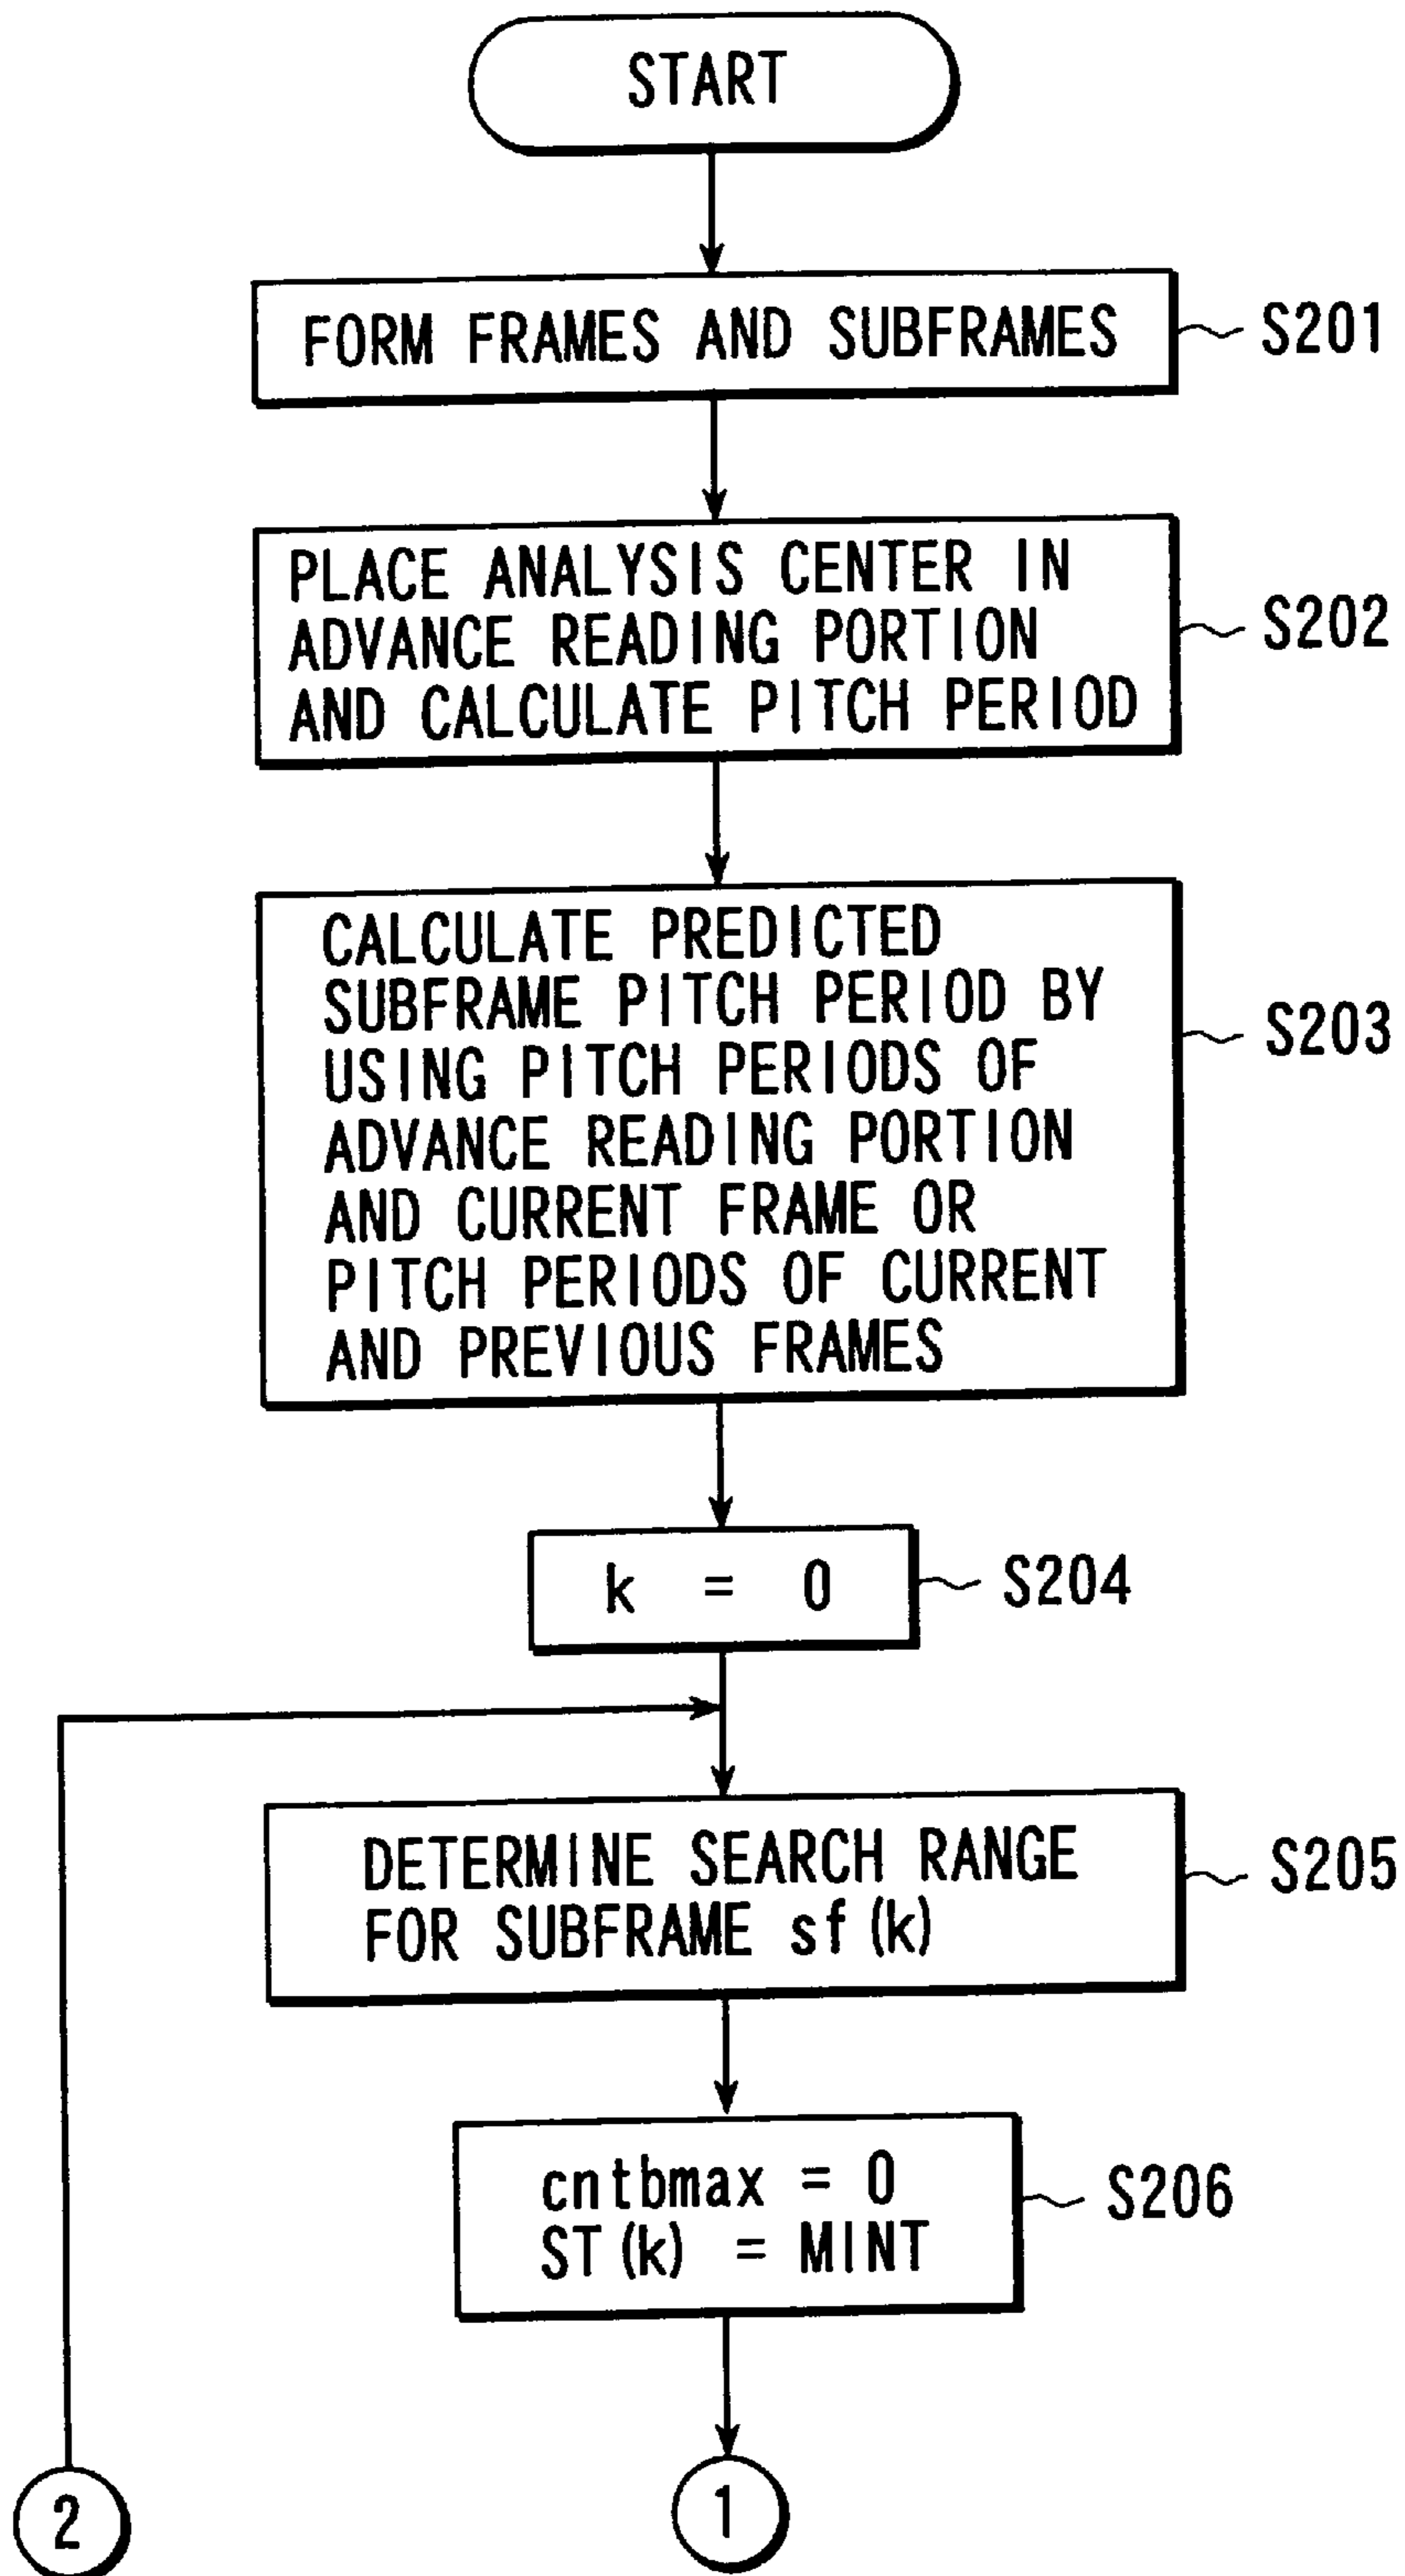 START
FORM FRAMES AND SUBFRAMES
S201
PLACE ANALYSIS CENTER IN
ADVANCE READING PORTION
AND CALCULATE PITCH PERIOD
S202
CALCULATE PREDICTED
SUBFRAME PITCH PERIOD BY
USING PITCH PERIODS OF
ADVANCE READING PORTION
AND CURRENT FRAME OR
PITCH PERIODS OF CURRENT
AND PREVIOUS FRAMES
S203
k = 0
S204
DETERMINE SEARCH RANGE
FOR SUBFRAME sf(k)
S205
cntbmax = 0
ST(k) = MINT
S206
2
1